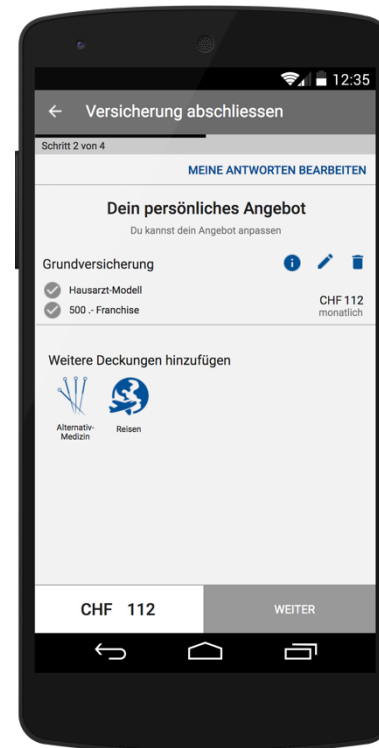 12:35
Versicherung abschliessen
Schritt 2 von 4
MEINE ANTWORTEN BEARBEITEN
Dein persönliches Angebot
Du kannst dein Angebot anpassen
Grundversicherung
Hausarzt-Modell
500 .- Franchise
CHF 112
monatlich
Weitere Deckungen hinzufügen
Alternativ-
Medizin
Reisen
CHF 112
WEITER